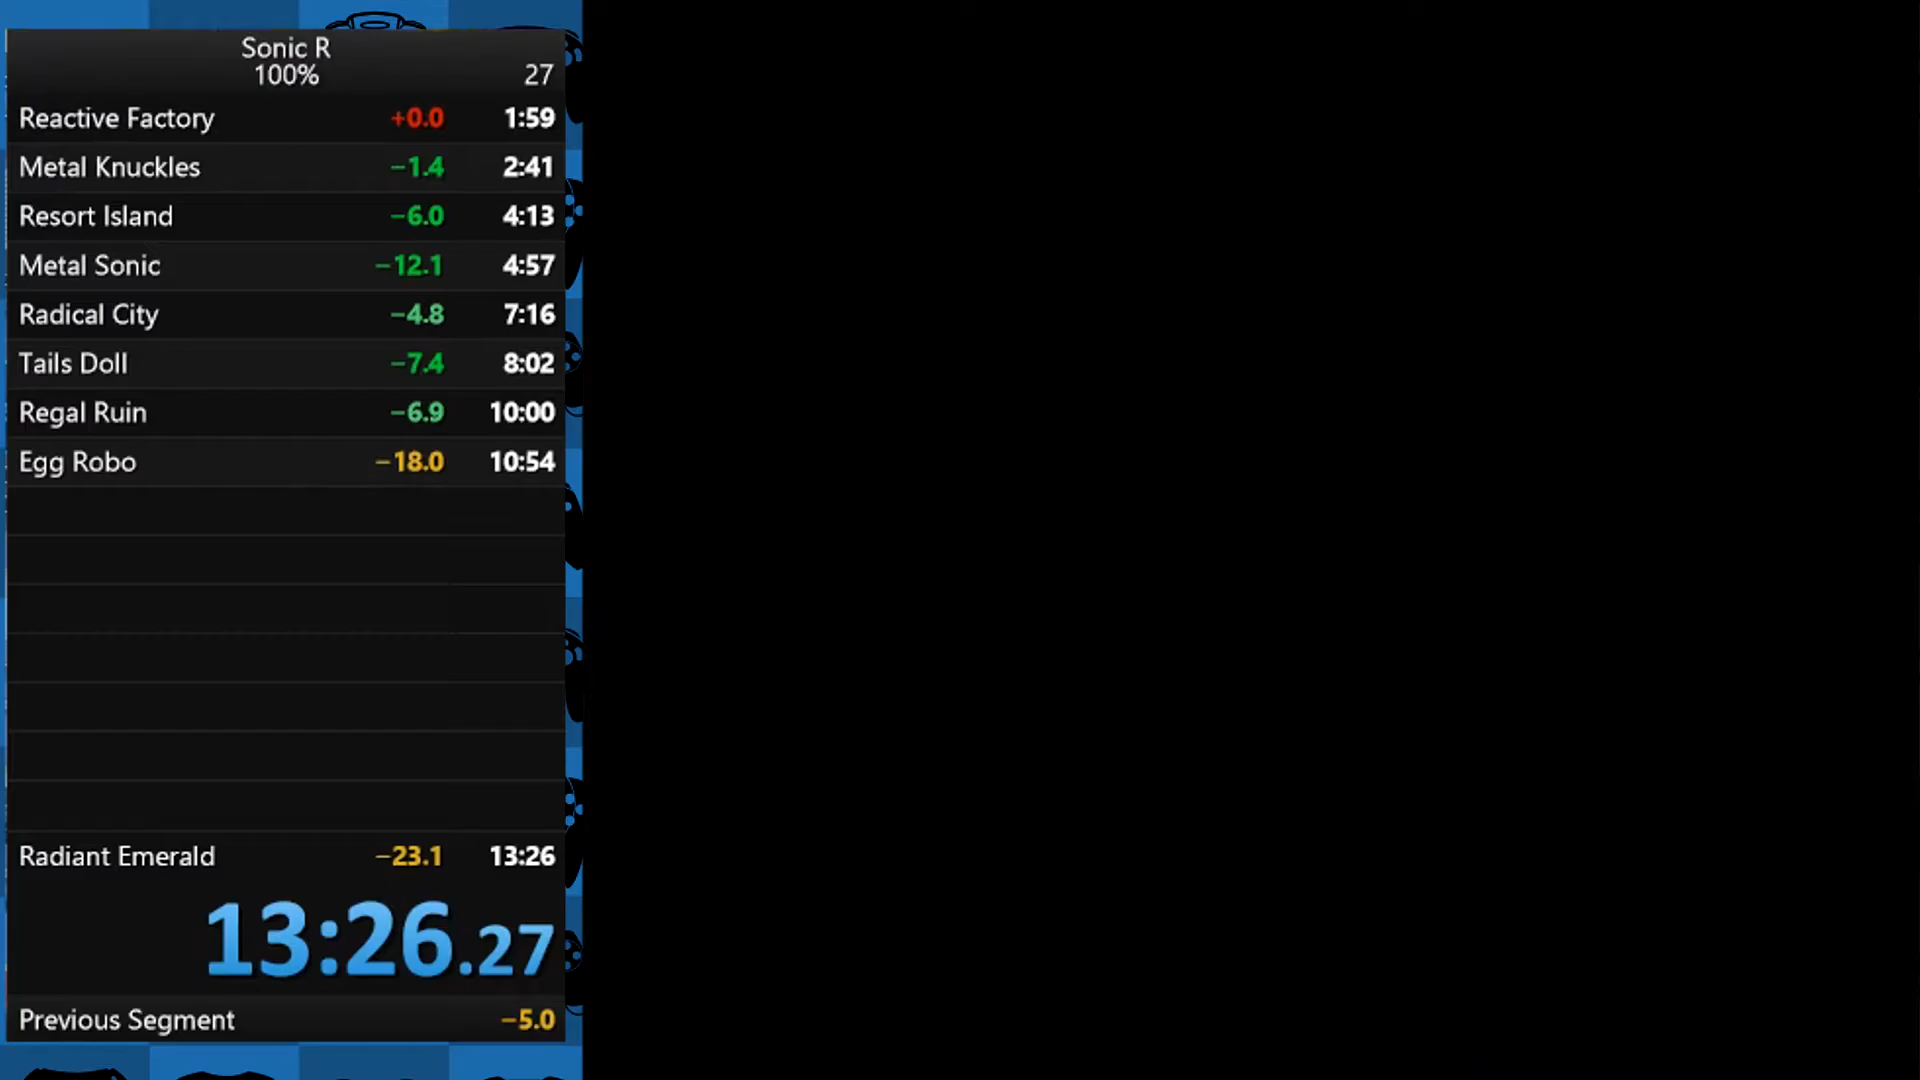 Sonic R
100% 27
Reactive Factory +0.0 1:59
Metal Knuckles −1.4 2:41
Resort Island −6.0 4:13
Metal Sonic −12.1 4:57
Radical City −4.8 7:16
Tails Doll −7.4 8:02
Regal Ruin −6.9 10:00
Egg Robo −18.0 10:54
Radiant Emerald −23.1 13:26
13:26.27
Previous Segment −5.0